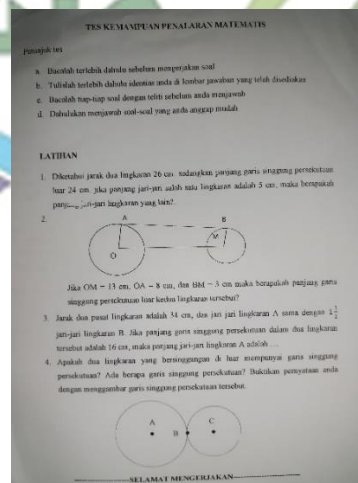 TES KEMAMPUAN PENALARAN MATEMATIS
Petunjuk tes
a. Bacalah terlebih dahulu sebelum mengerjakan soal
b. Tulislah terlebih dahulu identitas anda di lembar jawaban yang telah disediakan
c. Bacalah tiap-tiap soal dengan teliti sebelum anda menjawab
d. Dahulukan menjawab soal-soal yang anda anggap mudah
LATIHAN
1. Diketahui jarak dua lingkaran 26 cm sedangkan panjang garis singgung persekutuan
luar 24 cm. jika panjang jari-jari salah satu lingkaran adalah 5 cm, maka berapakah
jari-jari lingkaran yang lain?
2.
A
B
M
O
Jika OM = 13 cm, OA = 8 cm, dan BM = 3 cm maka berapakah panjang garis
singgung persekutuan luar kedua lingkaran tersebut?
3. Jarak dua pusat lingkaran adalah 34 cm, dan jari jari lingkaran A sama dengan 1
jari-jari lingkaran B. Jika panjang garis singgung persekutuan dalam dua lingkaran
tersebut adalah 16 cm, maka panjang jari-jari lingkaran A adalah ...
4. Apakah dua lingkaran yang bersinggungan di luar mempunyai garis singgung
persekutuan? Ada berapa garis singgung persekutuan? Buktikan pernyataan anda
dengan menggambar garis singgung persekutuan tersebut.
A
B
C
SELAMAT MENGERJAKAN